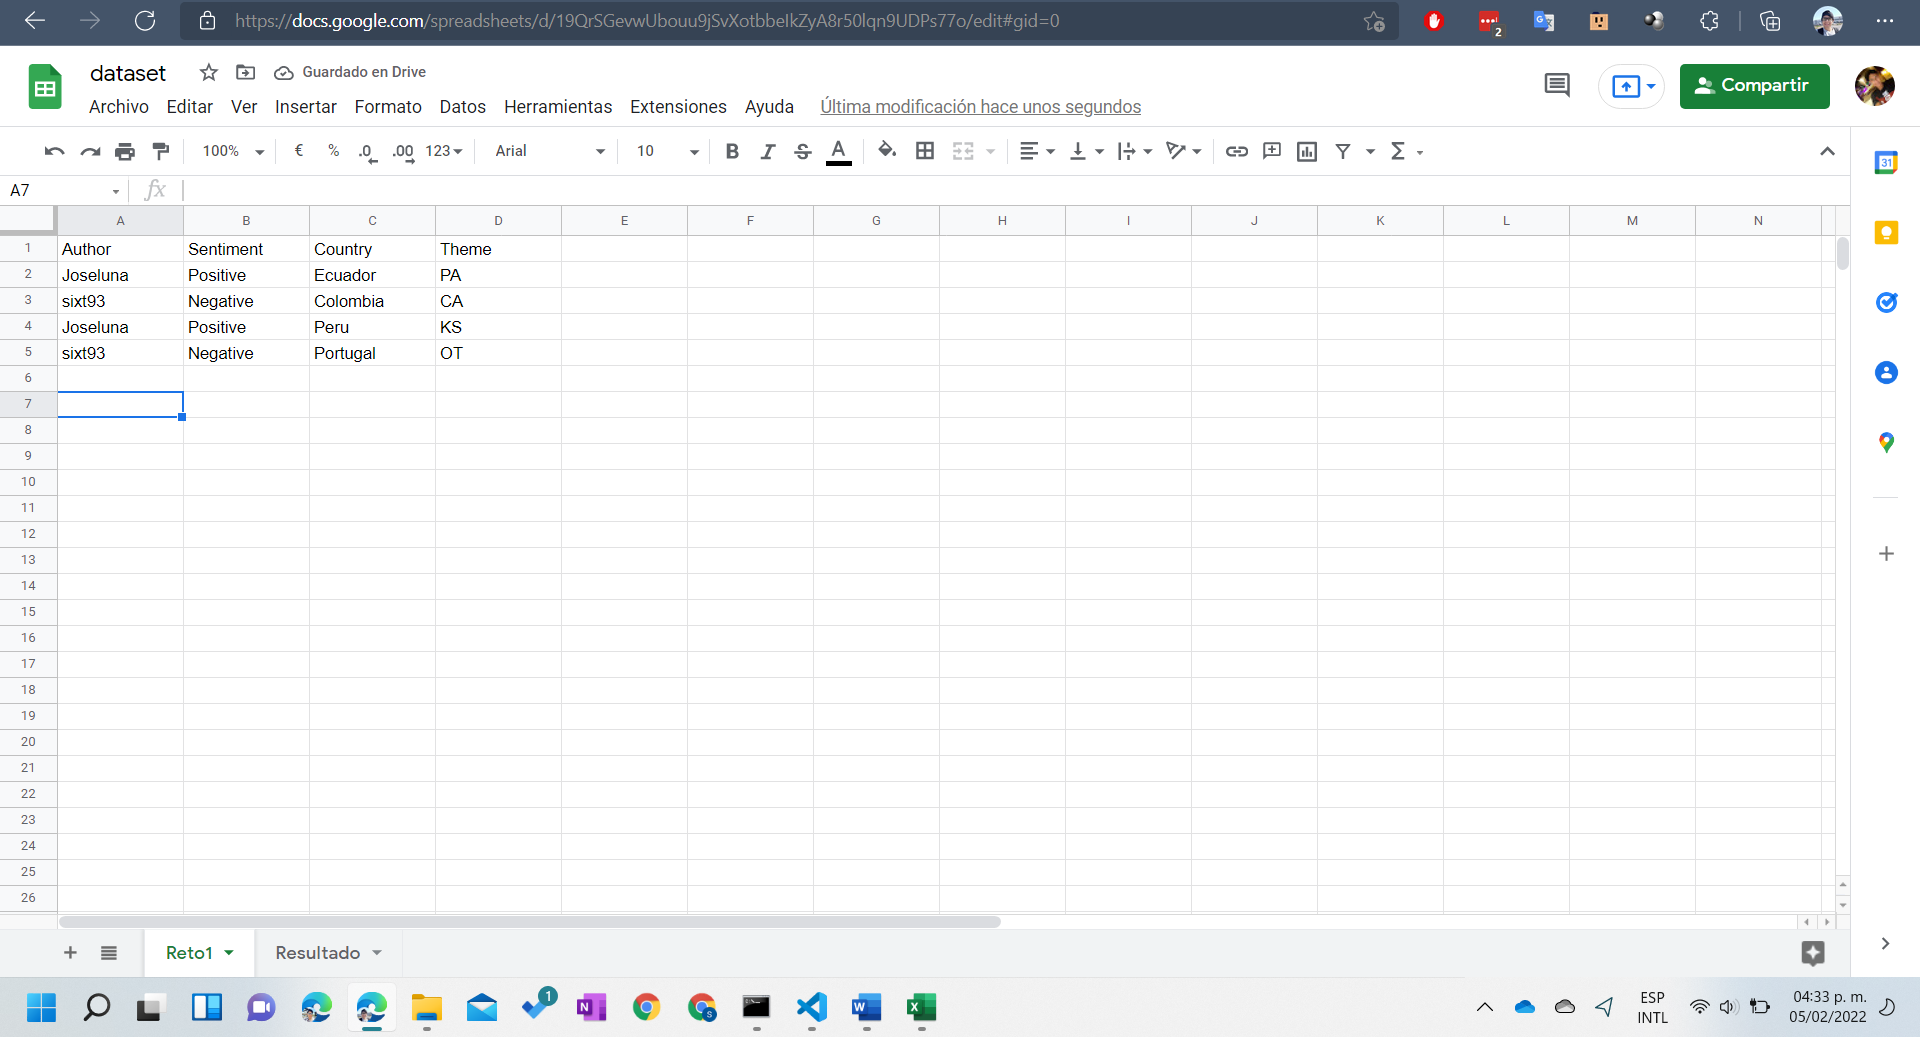 https://docs.google.com/spreadsheets/d/19QrSGevwUbouu9jSvXotbbeIkZyA8r50lqn9UDPs77o/edit#gid=0
2
dataset
Guardado en Drive
Archivo Editar Ver Insertar Formato Datos Herramientas Extensiones Ayuda Última modificación hace unos segundos
Compartir
100% € % .0 .00 123 Arial 10 B I S A Σ
31
A7 fx
A B C D E F G H I J K L M N
1 Author Sentiment Country Theme
2 Joseluna Positive Ecuador PA
3 sixt93 Negative Colombia CA
4 Joseluna Positive Peru KS
5 sixt93 Negative Portugal OT
6
7
8
9
10
11
12
13
14
15
16
17
18
19
20
21
22
23
24
25
26
Reto1 Resultado
1
N
S
W
X
ESP
INTL
04:33 p. m.
05/02/2022